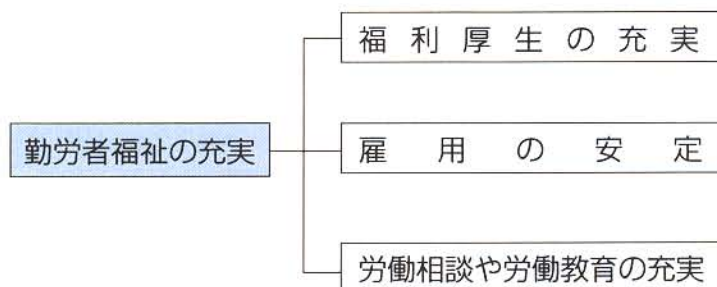 福利厚生の充実
勤労者福祉の充実
雇用の安定
労働相談や労働教育の充実